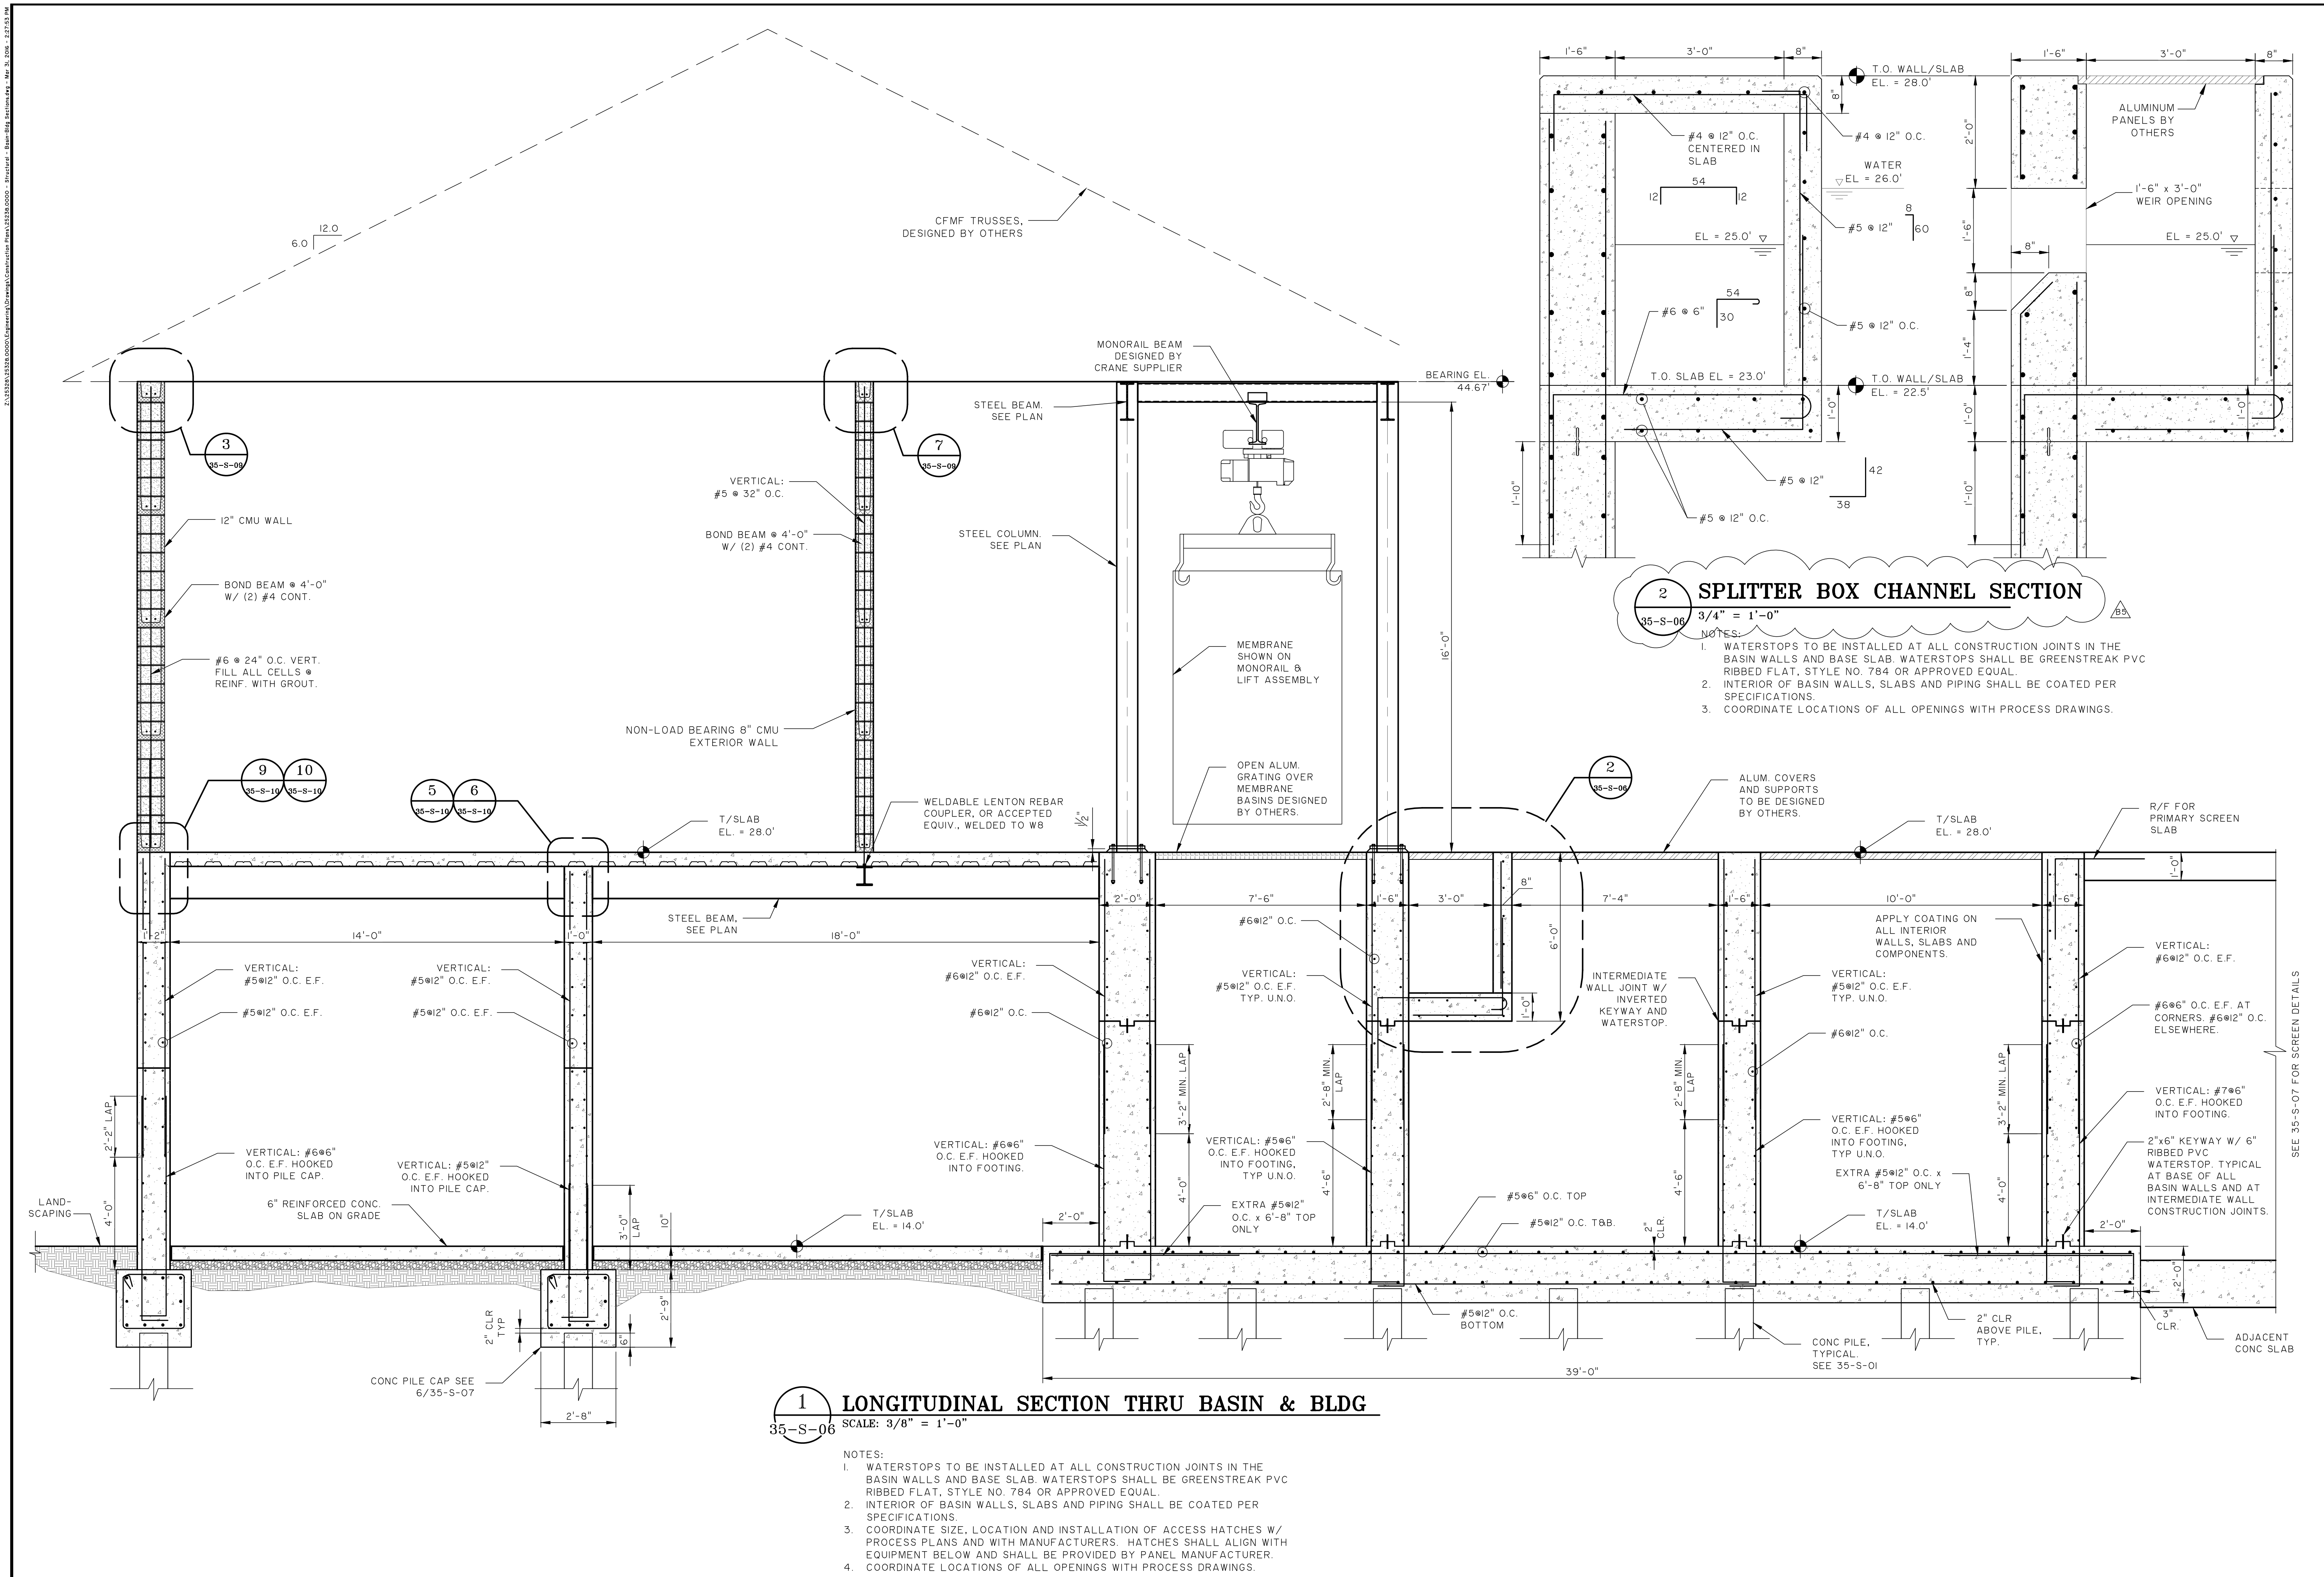 Z:\25328\25328.0000\Engineering\Drawings\Construction Plans\25238.0000 - Structural - Basin-Bldg Sections.dwg - Mar 31, 2016 - 2:27:53 PM
12.0
6.0
CFMF TRUSSES,
DESIGNED BY OTHERS
MONORAIL BEAM
DESIGNED BY
CRANE SUPPLIER
BEARING EL.
44.67'
STEEL BEAM.
SEE PLAN
3
35-S-09
7
35-S-09
VERTICAL:
#5 @ 32" O.C.
12" CMU WALL
BOND BEAM @ 4'-0"
W/ (2) #4 CONT.
STEEL COLUMN.
SEE PLAN
BOND BEAM @ 4'-0"
W/ (2) #4 CONT.
#6 @ 24" O.C. VERT.
FILL ALL CELLS @
REINF. WITH GROUT.
MEMBRANE
SHOWN ON
MONORAIL &
LIFT ASSEMBLY
16'-0"
NON-LOAD BEARING 8" CMU
EXTERIOR WALL
9
35-S-10
10
35-S-10
5
35-S-10
6
35-S-10
T/SLAB
EL. = 28.0'
WELDABLE LENTON REBAR
COUPLER, OR ACCEPTED
EQUIV., WELDED TO W8
1/2"
OPEN ALUM.
GRATING OVER
MEMBRANE
BASINS DESIGNED
BY OTHERS.
2
35-S-06
ALUM. COVERS
AND SUPPORTS
TO BE DESIGNED
BY OTHERS.
T/SLAB
EL. = 28.0'
R/F FOR
PRIMARY SCREEN
SLAB
1'-0"
STEEL BEAM,
SEE PLAN
1'-2"
14'-0"
1'-0"
18'-0"
2'-0"
7'-6"
1'-6"
3'-0"
8"
7'-4"
1'-6"
10'-0"
1'-6"
#6@12" O.C.
6'-0"
1'-0"
APPLY COATING ON
ALL INTERIOR
WALLS, SLABS AND
COMPONENTS.
VERTICAL:
#5@12" O.C. E.F.
#5@12" O.C. E.F.
VERTICAL:
#5@12" O.C. E.F.
#5@12" O.C. E.F.
VERTICAL:
#6@12" O.C. E.F.
#6@12" O.C.
VERTICAL:
#5@12" O.C. E.F.
TYP. U.N.O.
INTERMEDIATE
WALL JOINT W/
INVERTED
KEYWAY AND
WATERSTOP.
VERTICAL:
#5@12" O.C. E.F.
TYP. U.N.O.
#6@12" O.C.
VERTICAL:
#6@12" O.C. E.F.
#6@6" O.C. E.F. AT
CORNERS. #6@12" O.C.
ELSEWHERE.
SEE 35-S-07 FOR SCREEN DETAILS
2'-2" LAP
4'-0"
VERTICAL: #6@6"
O.C. E.F. HOOKED
INTO PILE CAP.
VERTICAL: #5@12"
O.C. E.F. HOOKED
INTO PILE CAP.
3'-0"
LAP
10"
VERTICAL: #6@6"
O.C. E.F. HOOKED
INTO FOOTING.
3'-2" MIN. LAP
4'-0"
2'-8" MIN.
LAP
4'-6"
VERTICAL: #5@6"
O.C. E.F. HOOKED
INTO FOOTING,
TYP U.N.O.
2'-8" MIN.
LAP
4'-6"
VERTICAL: #5@6"
O.C. E.F. HOOKED
INTO FOOTING,
TYP U.N.O.
3'-2" MIN. LAP
4'-0"
VERTICAL: #7@6"
O.C. E.F. HOOKED
INTO FOOTING.
2"x6" KEYWAY W/ 6"
RIBBED PVC
WATERSTOP. TYPICAL
AT BASE OF ALL
BASIN WALLS AND AT
INTERMEDIATE WALL
CONSTRUCTION JOINTS.
EXTRA #5@12" O.C. x
6'-8" TOP ONLY
LAND-
SCAPING
6" REINFORCED CONC.
SLAB ON GRADE
T/SLAB
EL. = 14.0'
2'-0"
EXTRA #5@12"
O.C. x 6'-8" TOP
ONLY
#5@6" O.C. TOP
#5@12" O.C. T&B.
2"
CLR.
T/SLAB
EL. = 14.0'
2'-0"
2'-0"
3"
CLR.
2" CLR
TYP
6"
2'-9"
2'-8"
CONC PILE CAP SEE
6/35-S-07
#5@12" O.C.
BOTTOM
CONC PILE,
TYPICAL.
SEE 35-S-01
2" CLR
ABOVE PILE,
TYP.
ADJACENT
CONC SLAB
39'-0"
1
35-S-06
LONGITUDINAL SECTION THRU BASIN & BLDG
SCALE: 3/8" = 1'-0"
NOTES:
1. WATERSTOPS TO BE INSTALLED AT ALL CONSTRUCTION JOINTS IN THE
BASIN WALLS AND BASE SLAB. WATERSTOPS SHALL BE GREENSTREAK PVC
RIBBED FLAT, STYLE NO. 784 OR APPROVED EQUAL.
2. INTERIOR OF BASIN WALLS, SLABS AND PIPING SHALL BE COATED PER
SPECIFICATIONS.
3. COORDINATE SIZE, LOCATION AND INSTALLATION OF ACCESS HATCHES W/
PROCESS PLANS AND WITH MANUFACTURERS. HATCHES SHALL ALIGN WITH
EQUIPMENT BELOW AND SHALL BE PROVIDED BY PANEL MANUFACTURER.
4. COORDINATE LOCATIONS OF ALL OPENINGS WITH PROCESS DRAWINGS.
1'-6"
3'-0"
8"
T.O. WALL/SLAB
EL. = 28.0'
8"
#4 @ 12" O.C.
CENTERED IN
SLAB
#4 @ 12" O.C.
WATER
EL = 26.0'
54
12
12
8
60
#5 @ 12"
EL = 25.0'
54
30
#6 @ 6"
#5 @ 12" O.C.
T.O. SLAB EL = 23.0'
T.O. WALL/SLAB
EL. = 22.5'
1'-0"
1'-10"
#5 @ 12"
42
38
#5 @ 12" O.C.
1'-6"
3'-0"
8"
ALUMINUM
PANELS BY
OTHERS
2'-0"
1'-6" x 3'-0"
WEIR OPENING
1'-6"
8"
EL = 25.0'
8"
1'-4"
1'-0"
1'-0"
1'-10"
2
35-S-06
SPLITTER BOX CHANNEL SECTION
3/4" = 1'-0"
B5
NOTES:
1. WATERSTOPS TO BE INSTALLED AT ALL CONSTRUCTION JOINTS IN THE
BASIN WALLS AND BASE SLAB. WATERSTOPS SHALL BE GREENSTREAK PVC
RIBBED FLAT, STYLE NO. 784 OR APPROVED EQUAL.
2. INTERIOR OF BASIN WALLS, SLABS AND PIPING SHALL BE COATED PER
SPECIFICATIONS.
3. COORDINATE LOCATIONS OF ALL OPENINGS WITH PROCESS DRAWINGS.